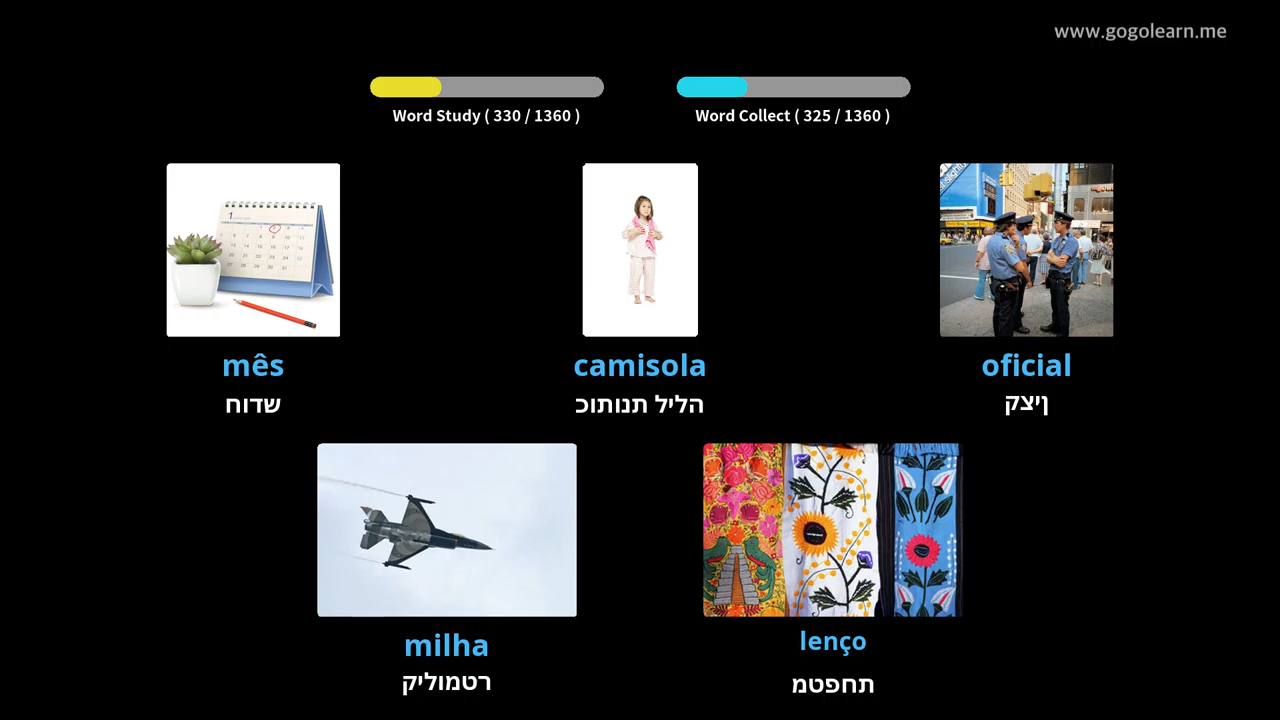 www.gogolearn.me
Word Study ( 330 / 1360 )
Word Collect ( 325 / 1360 )
mês
שדוח
camisola
הליל תנותוכ
oficial
ןיצק
milha
רטמוליק
lenço
תחפטמ